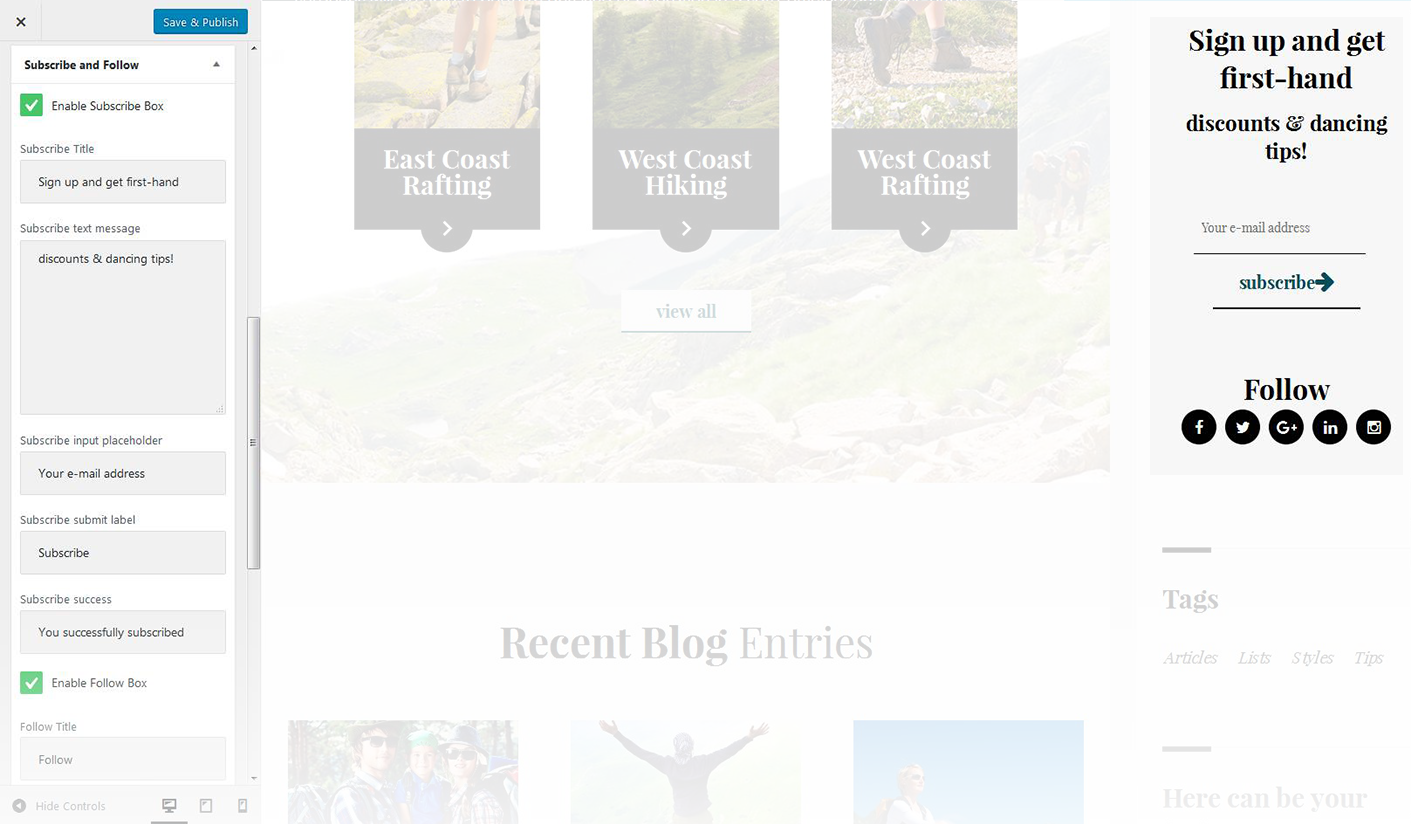 Save & Publish
Subscribe and Follow
Enable Subscribe Box
Subscribe Title
Sign up and get first-hand
Subscribe text message
discounts & dancing tips!
Subscribe input placeholder
Your e-mail address
Subscribe submit label
Subscribe
Subscribe success
You successfully subscribed
Enable Follow Box
Follow Title
Follow
Hide Controls
East Coast
Rafting
West Coast
Hiking
West Coast
Rafting
view all
Recent Blog Entries
Sign up and get
first-hand
discounts & dancing
tips!
Your e-mail address
subscribe
Follow
Tags
Articles Lists Styles Tips
Here can be your